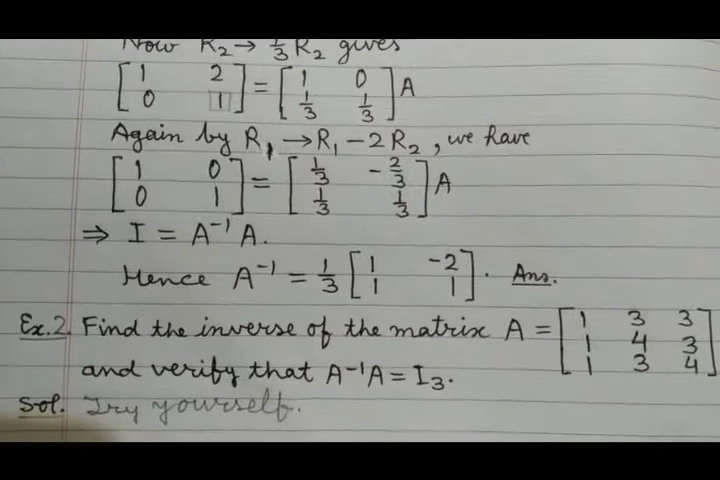 Now R₂ → 1/3 R₂ gives
[1 2; 0 1] = [1 0; 1/3 1/3] A
Again by R₁ → R₁ − 2R₂, we have
[1 0; 0 1] = [1/3 −2/3; 1/3 1/3] A
⇒ I = A⁻¹ A.
Hence A⁻¹ = 1/3 [1 −2; 1 1]. Ans.
Ex.2. Find the inverse of the matrix A = [1 3 3; 1 4 3; 1 3 4]
and verify that A⁻¹A = I₃.
Sol. Try yourself.